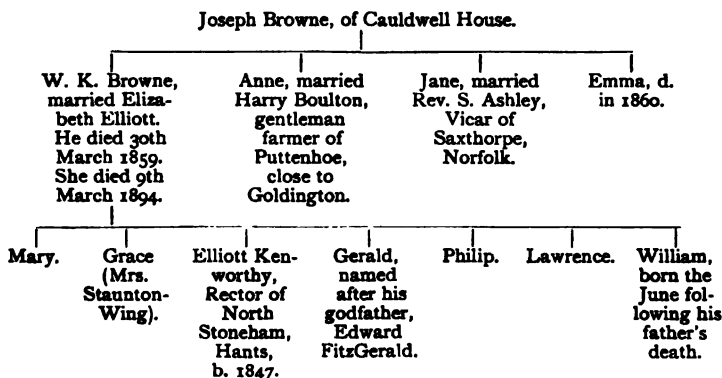 Joseph Browne, of Cauldwell House.
W. K. Browne,
married Eliza-
beth Elliott.
He died 30th
March 1859.
She died 9th
March 1894.
Anne, married
Harry Boulton,
gentleman
farmer of
Puttenhoe,
close to
Goldington.
Jane, married
Rev. S. Ashley,
Vicar of
Saxthorpe,
Norfolk.
Emma, d.
in 1860.
Mary.
Grace
(Mrs.
Staunton-
Wing).
Elliott Ken-
worthy,
Rector of
North
Stoneham,
Hants,
b. 1847.
Gerald,
named
after his
godfather,
Edward
FitzGerald.
Philip.
Lawrence.
William,
born the
June fol-
lowing his
father's
death.